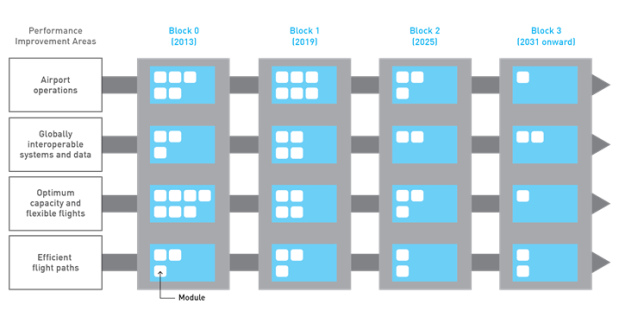 Performance
Improvement Areas
Block 0
(2013)
Block 1
(2019)
Block 2
(2025)
Block 3
(2031 onward)
Airport
operations
Globally
interoperable
systems and data
Optimum
capacity and
flexible flights
Efficient
flight paths
Module